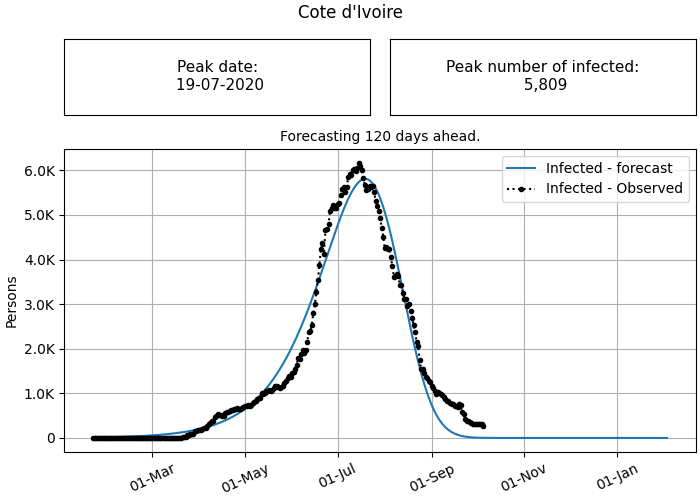 Cote d'Ivoire
Peak date:
19-07-2020
Peak number of infected:
5,809
Forecasting 120 days ahead.
Infected - forecast
Infected - Observed
Persons
6.0K
5.0K
4.0K
3.0K
2.0K
1.0K
0
01-Mar
01-May
01-Jul
01-Sep
01-Nov
01-Jan